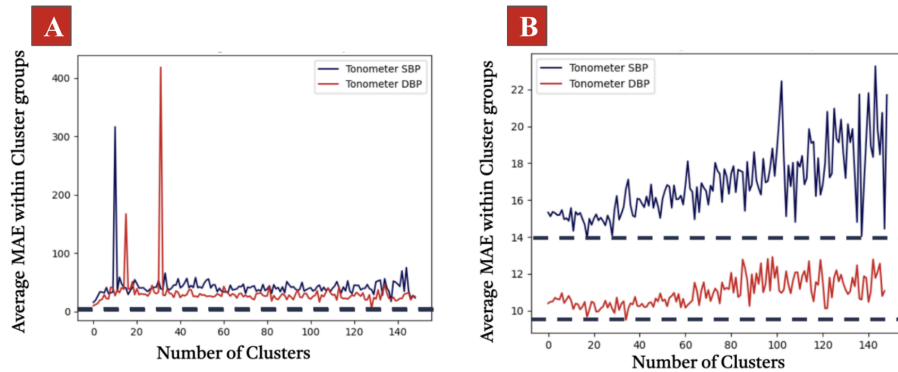 A
Average MAE within Cluster groups
400
300
200
100
0
Tonometer SBP
Tonometer DBP
0 20 40 60 80 100 120 140
Number of Clusters
B
Average MAE within Cluster groups
22
20
18
16
14
12
10
Tonometer SBP
Tonometer DBP
0 20 40 60 80 100 120 140
Number of Clusters